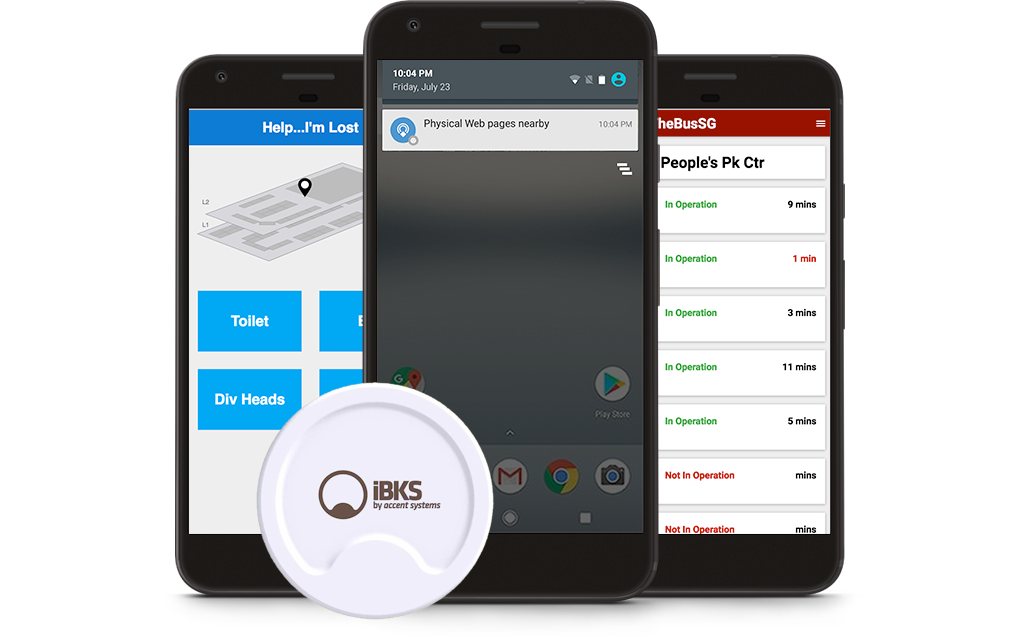 Help...I'm Lost
L2
L1
Toilet
Div Heads
10:04 PM
Friday, July 23
Physical Web pages nearby
10:04 PM
Play Store
iBKS
by accent systems
heBusSG
People's Pk Ctr
In Operation 9 mins
In Operation 1 min
In Operation 3 mins
In Operation 11 mins
In Operation 5 mins
Not In Operation mins
Not In Operation mins